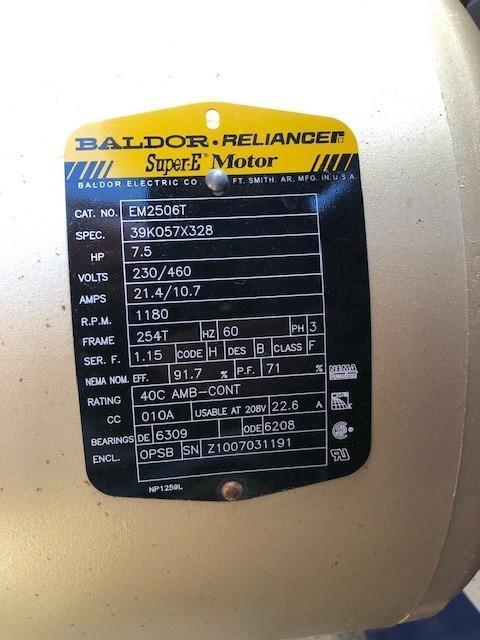 BALDOR · RELIANCER
Super-E® Motor
BALDOR ELECTRIC CO. FT. SMITH, AR. MFG. IN U.S.A.
CAT. NO. EM2506T
SPEC. 39K057X328
HP 7.5
VOLTS 230/460
AMPS 21.4/10.7
R.P.M. 1180
FRAME 254T HZ 60 PH 3
SER. F. 1.15 CODE H DES B CLASS F
NEMA NOM. EFF. 91.7 % P.F. 71 %
NEMA
RATING 40C AMB-CONT
CC 010A USABLE AT 208V 22.6 A
BEARINGS DE 6309 ODE 6208
ENCL. OPSB SN Z1007031191
NP1259L